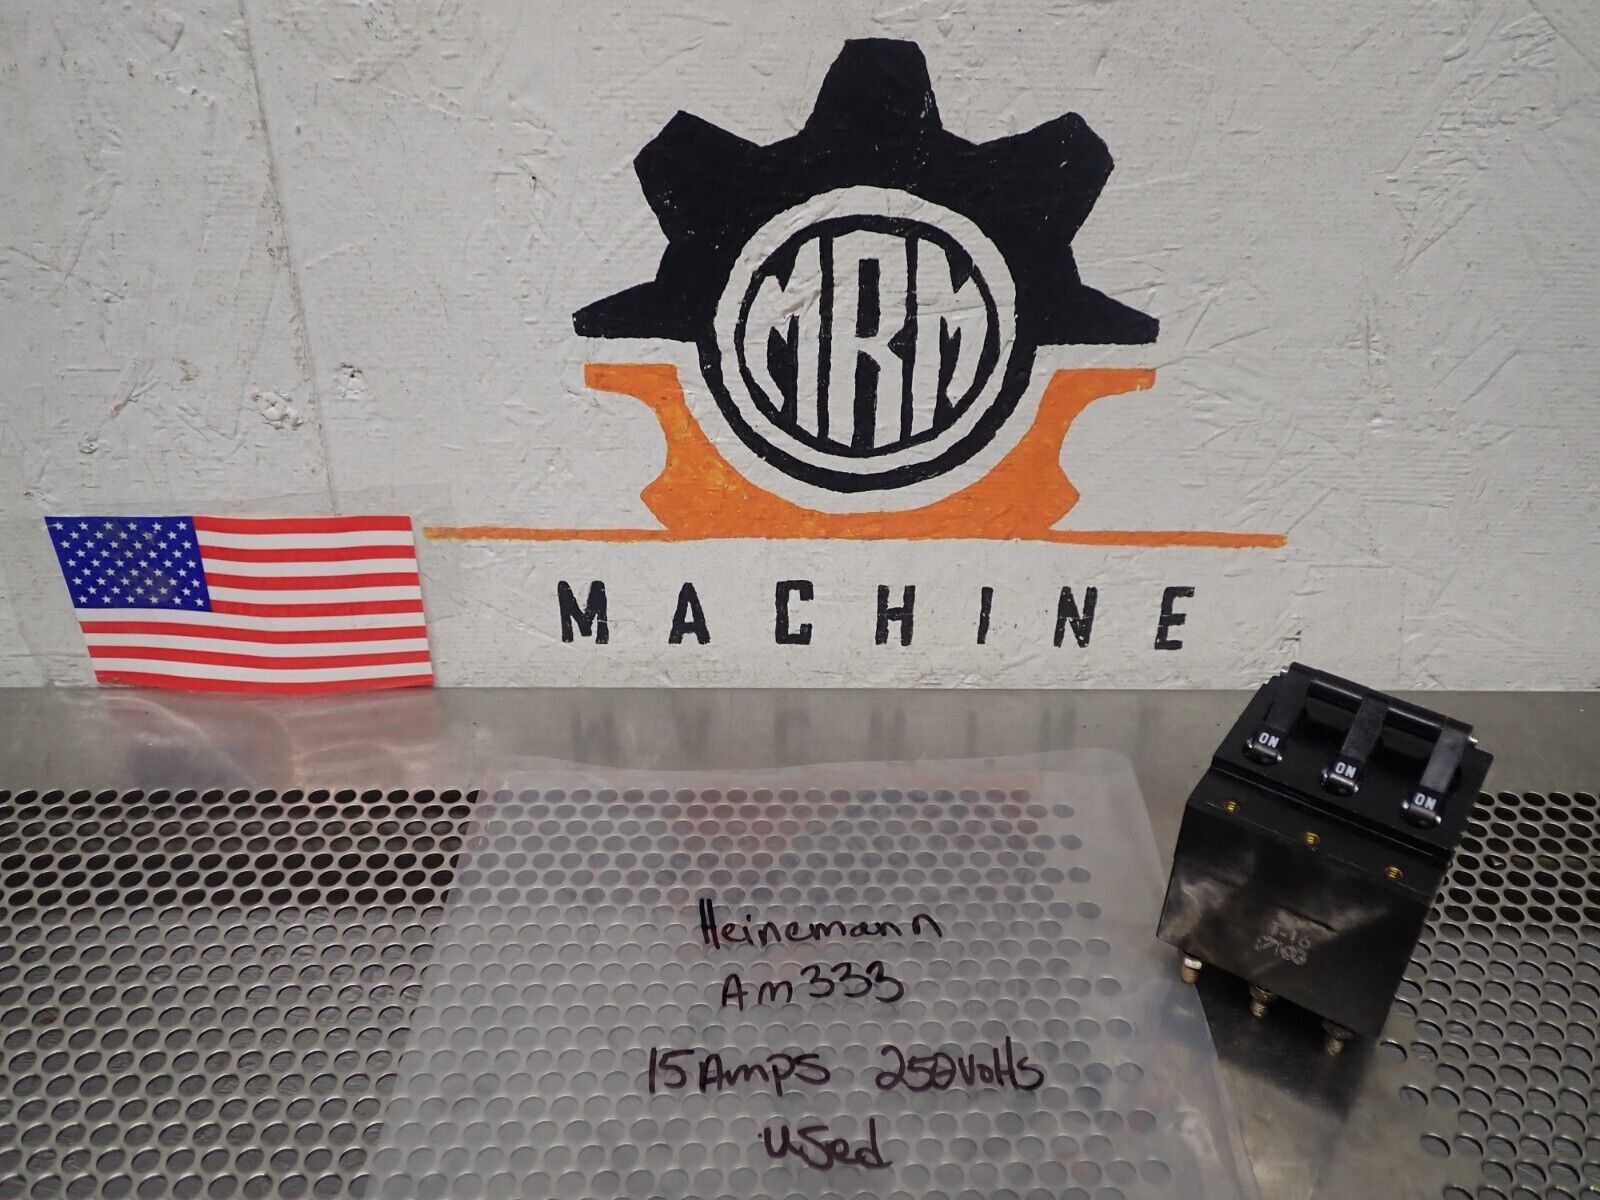 MRM
MACHINE
ON
ON
ON
Heinemann
Am333
15Amps 250Volts
used